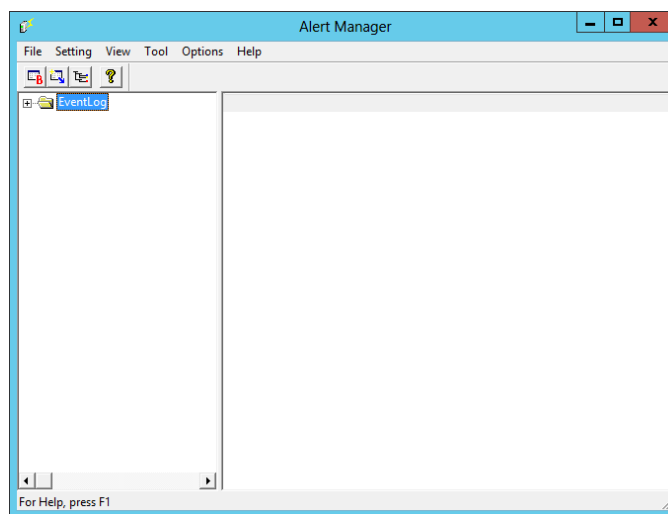 Alert Manager
File Setting View Tool Options Help
EventLog
For Help, press F1